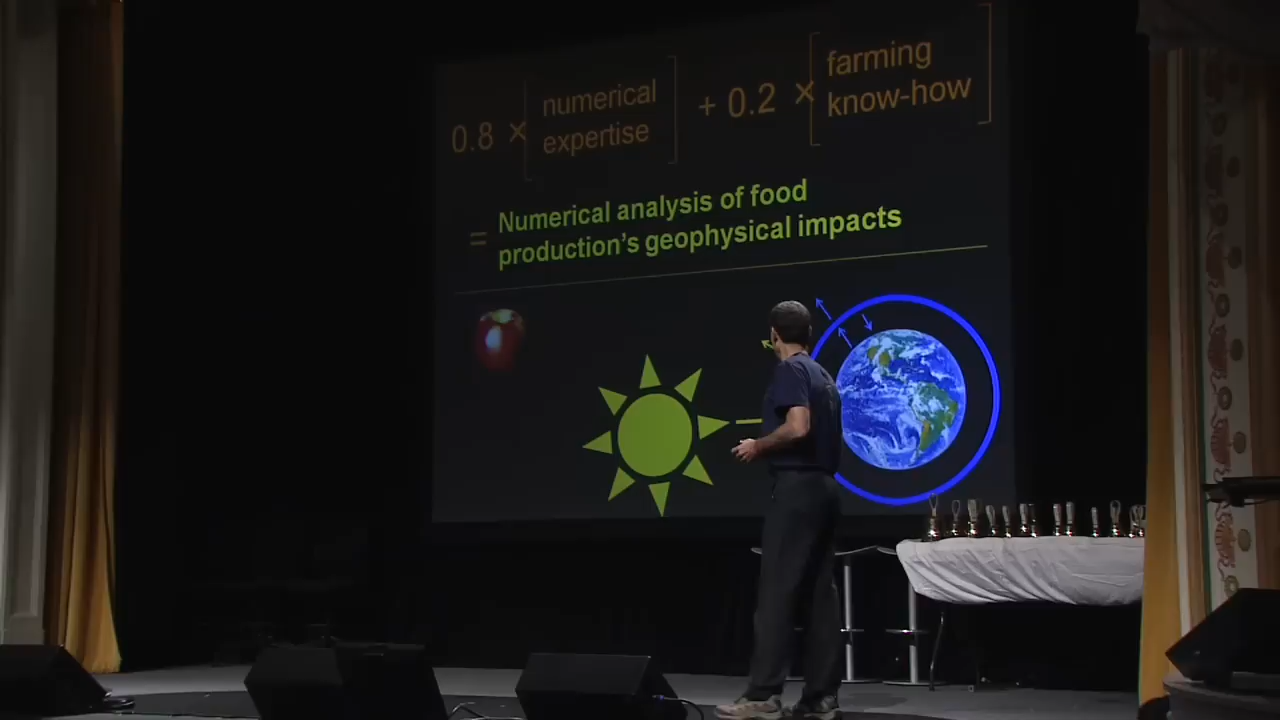 0.8 × [numerical expertise] + 0.2 × [farming know-how]
= Numerical analysis of food
production's geophysical impacts